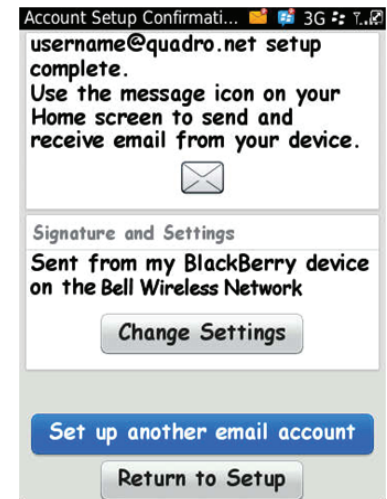 Account Setup Confirmati... 3G
username@quadro.net setup
complete.
Use the message icon on your
Home screen to send and
receive email from your device.
Signature and Settings
Sent from my BlackBerry device
on the Bell Wireless Network
Change Settings
Set up another email account
Return to Setup